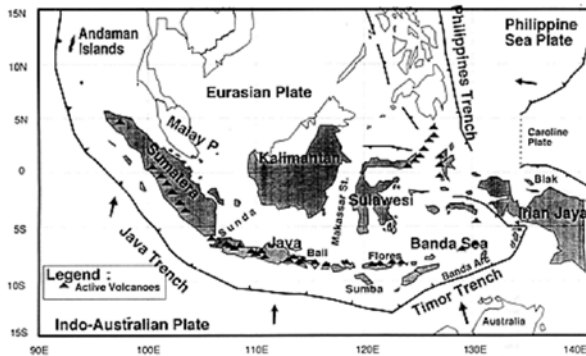 15N
10N
5N
0
5S
10S
15S
90E
100E
110E
120E
130E
140E
Andaman
Islands
Philippine
Sea Plate
Eurasian Plate
Philippines Trench
Caroline
Plate
Malay P.
Sumatera
Kalimantan
Makassar St.
Sulawesi
Biak
Irian Jaya
Sunda
Java
Bali
Flores
Sumba
Banda Sea
Banda Arc
Java Trench
Timor Trench
Legend :
Active Volcanoes
Indo-Australian Plate
Australia